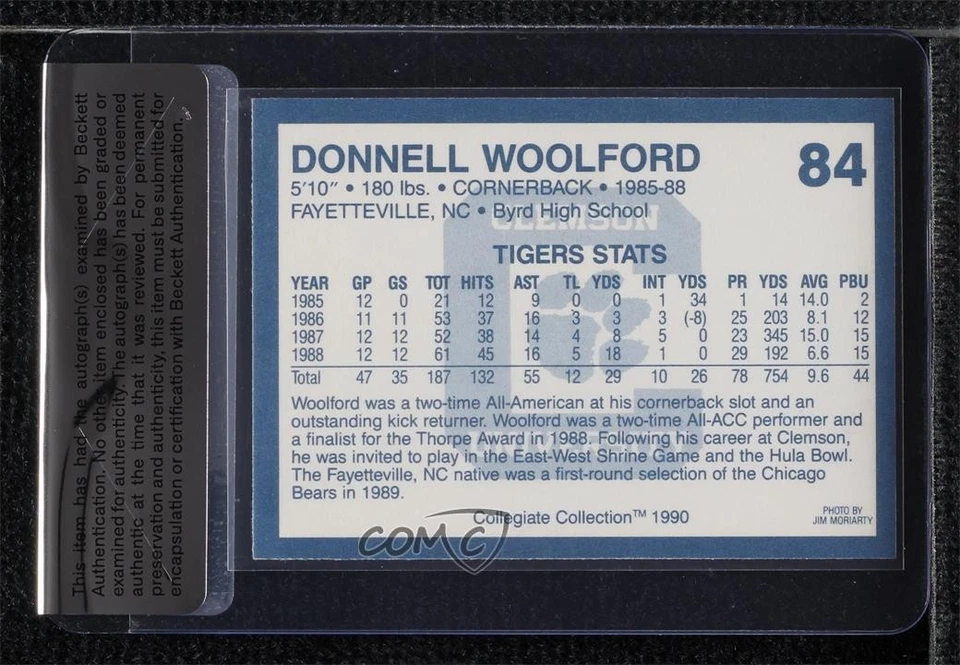 This item has had the autograph(s) examined by Beckett
Authentication. No other item enclosed has been graded or
examined for authenticity. The autograph(s) has been deemed
authentic at the time that it was reviewed. For permanent
preservation and authenticity, this item must be submitted for
encapsulation or certification with Beckett Authentication.
DONNELL WOOLFORD 84
5'10" • 180 lbs. • CORNERBACK • 1985-88
FAYETTEVILLE, NC • Byrd High School
CLEMSON
TIGERS STATS
YEAR GP GS TOT HITS AST TL YDS INT YDS PR YDS AVG PBU
1985 12 0 21 12 9 0 0 1 34 1 14 14.0 2
1986 11 11 53 37 16 3 3 3 (-8) 25 203 8.1 12
1987 12 12 52 38 14 4 8 5 0 23 345 15.0 15
1988 12 12 61 45 16 5 18 1 0 29 192 6.6 15
Total 47 35 187 132 55 12 29 10 26 78 754 9.6 44
Woolford was a two-time All-American at his cornerback slot and an
outstanding kick returner. Woolford was a two-time All-ACC performer and
a finalist for the Thorpe Award in 1988. Following his career at Clemson,
he was invited to play in the East-West Shrine Game and the Hula Bowl.
The Fayetteville, NC native was a first-round selection of the Chicago
Bears in 1989.
Collegiate Collection™ 1990
PHOTO BY
JIM MORIARTY
COMC